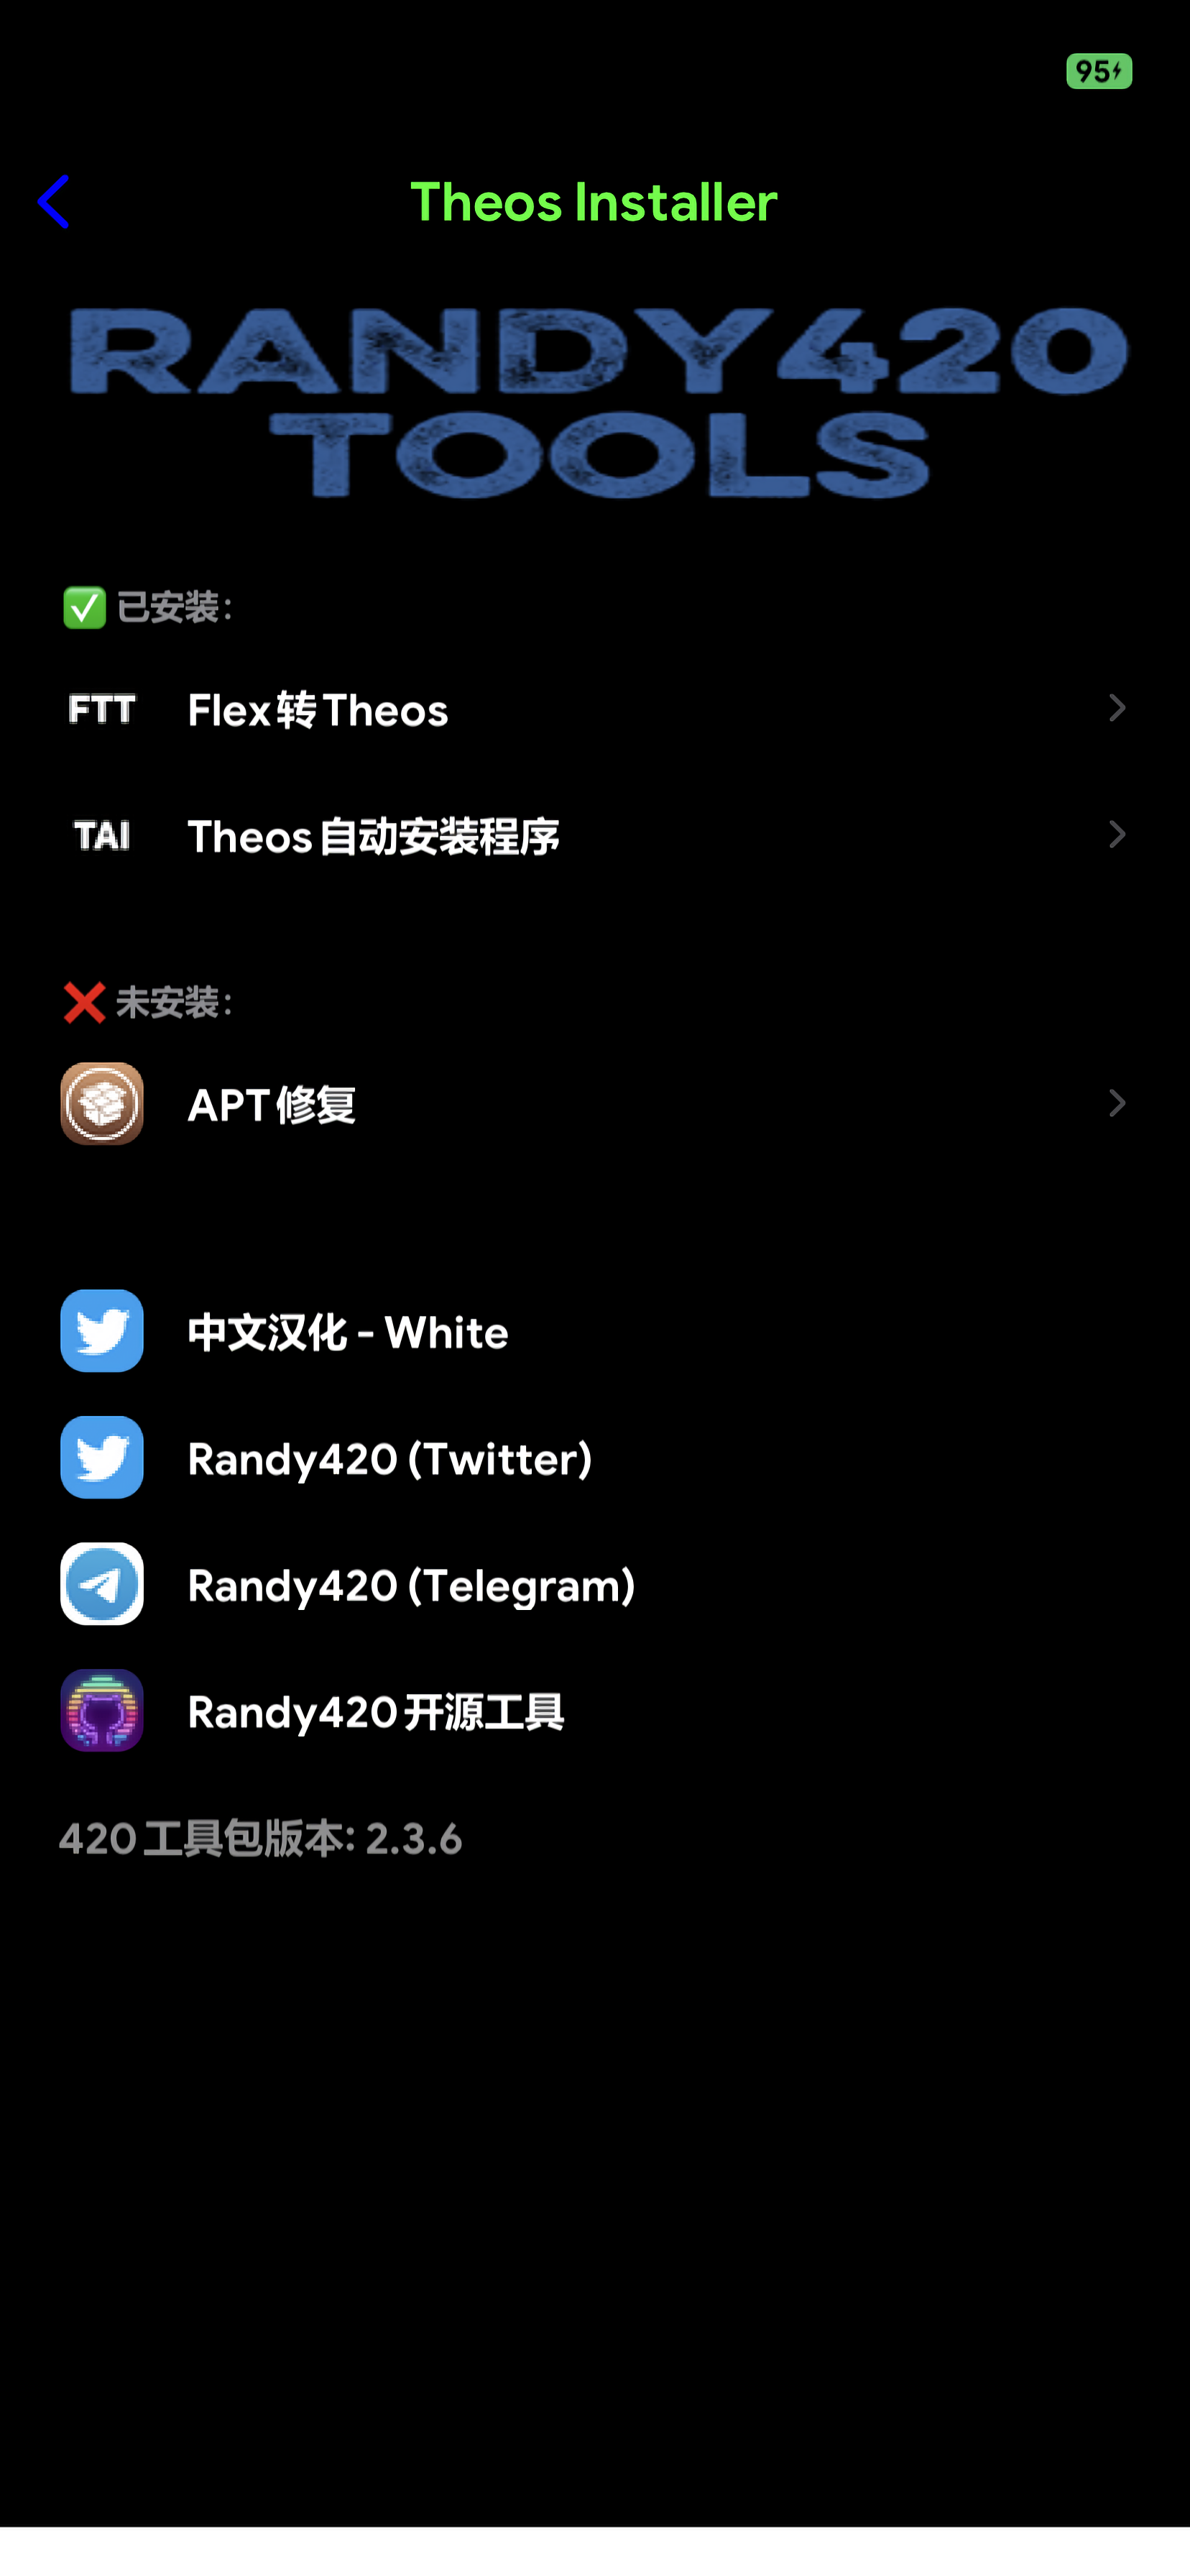 95
Theos Installer
RANDY420
TOOLS
✅ 已安装：
FTT Flex转Theos
TAI Theos自动安装程序
❌ 未安装：
APT修复
中文汉化 - White
Randy420 (Twitter)
Randy420 (Telegram)
Randy420开源工具
420工具包版本: 2.3.6